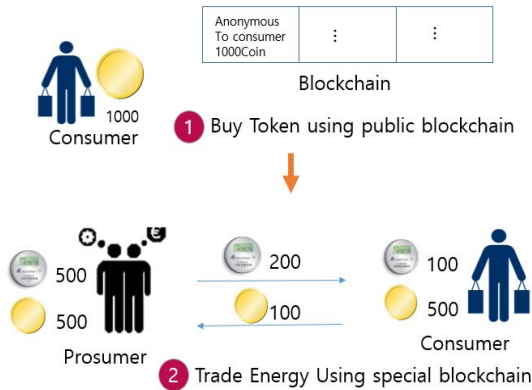 Anonymous
To consumer
1000Coin
⋮
⋮
Blockchain
1000
Consumer
1 Buy Token using public blockchain
500
500
Prosumer
€
200
100
100
500
Consumer
2 Trade Energy Using special blockchain